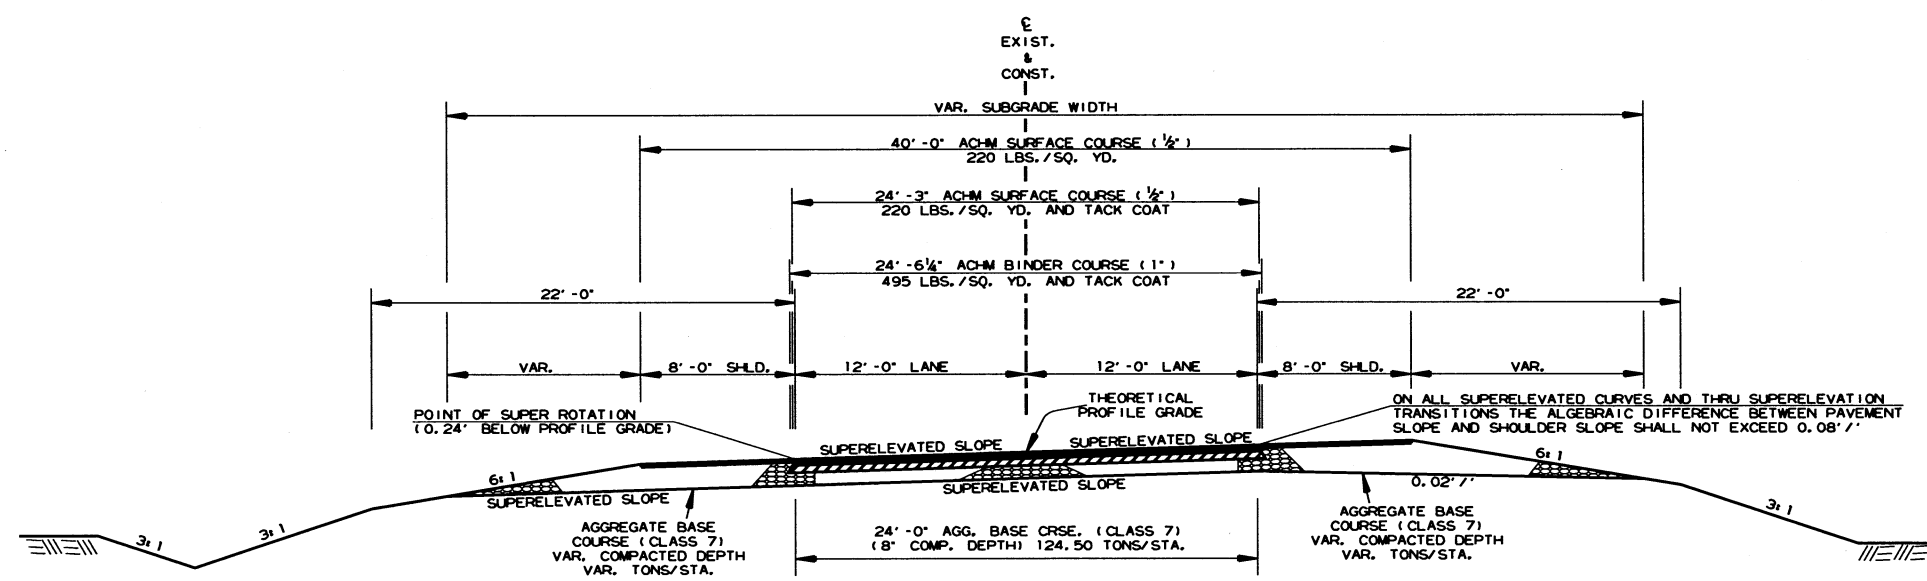 ℄
EXIST.
&
CONST.
VAR. SUBGRADE WIDTH
40'-0" ACHM SURFACE COURSE (½")
220 LBS./SQ. YD.
24'-3" ACHM SURFACE COURSE (½")
220 LBS./SQ. YD. AND TACK COAT
24'-6¼" ACHM BINDER COURSE (1")
495 LBS./SQ. YD. AND TACK COAT
22'-0"
22'-0"
VAR.
8'-0" SHLD.
12'-0" LANE
12'-0" LANE
8'-0" SHLD.
VAR.
POINT OF SUPER ROTATION
(0.24' BELOW PROFILE GRADE)
THEORETICAL
PROFILE GRADE
ON ALL SUPERELEVATED CURVES AND THRU SUPERELEVATION
TRANSITIONS THE ALGEBRAIC DIFFERENCE BETWEEN PAVEMENT
SLOPE AND SHOULDER SLOPE SHALL NOT EXCEED 0.08'/'
SUPERELEVATED SLOPE
SUPERELEVATED SLOPE
6:1
6:1
SUPERELEVATED SLOPE
SUPERELEVATED SLOPE
0.02'/'
3:1
3:1
3:1
AGGREGATE BASE
COURSE (CLASS 7)
VAR. COMPACTED DEPTH
VAR. TONS/STA.
24'-0" AGG. BASE CRSE. (CLASS 7)
(8" COMP. DEPTH) 124.50 TONS/STA.
AGGREGATE BASE
COURSE (CLASS 7)
VAR. COMPACTED DEPTH
VAR. TONS/STA.